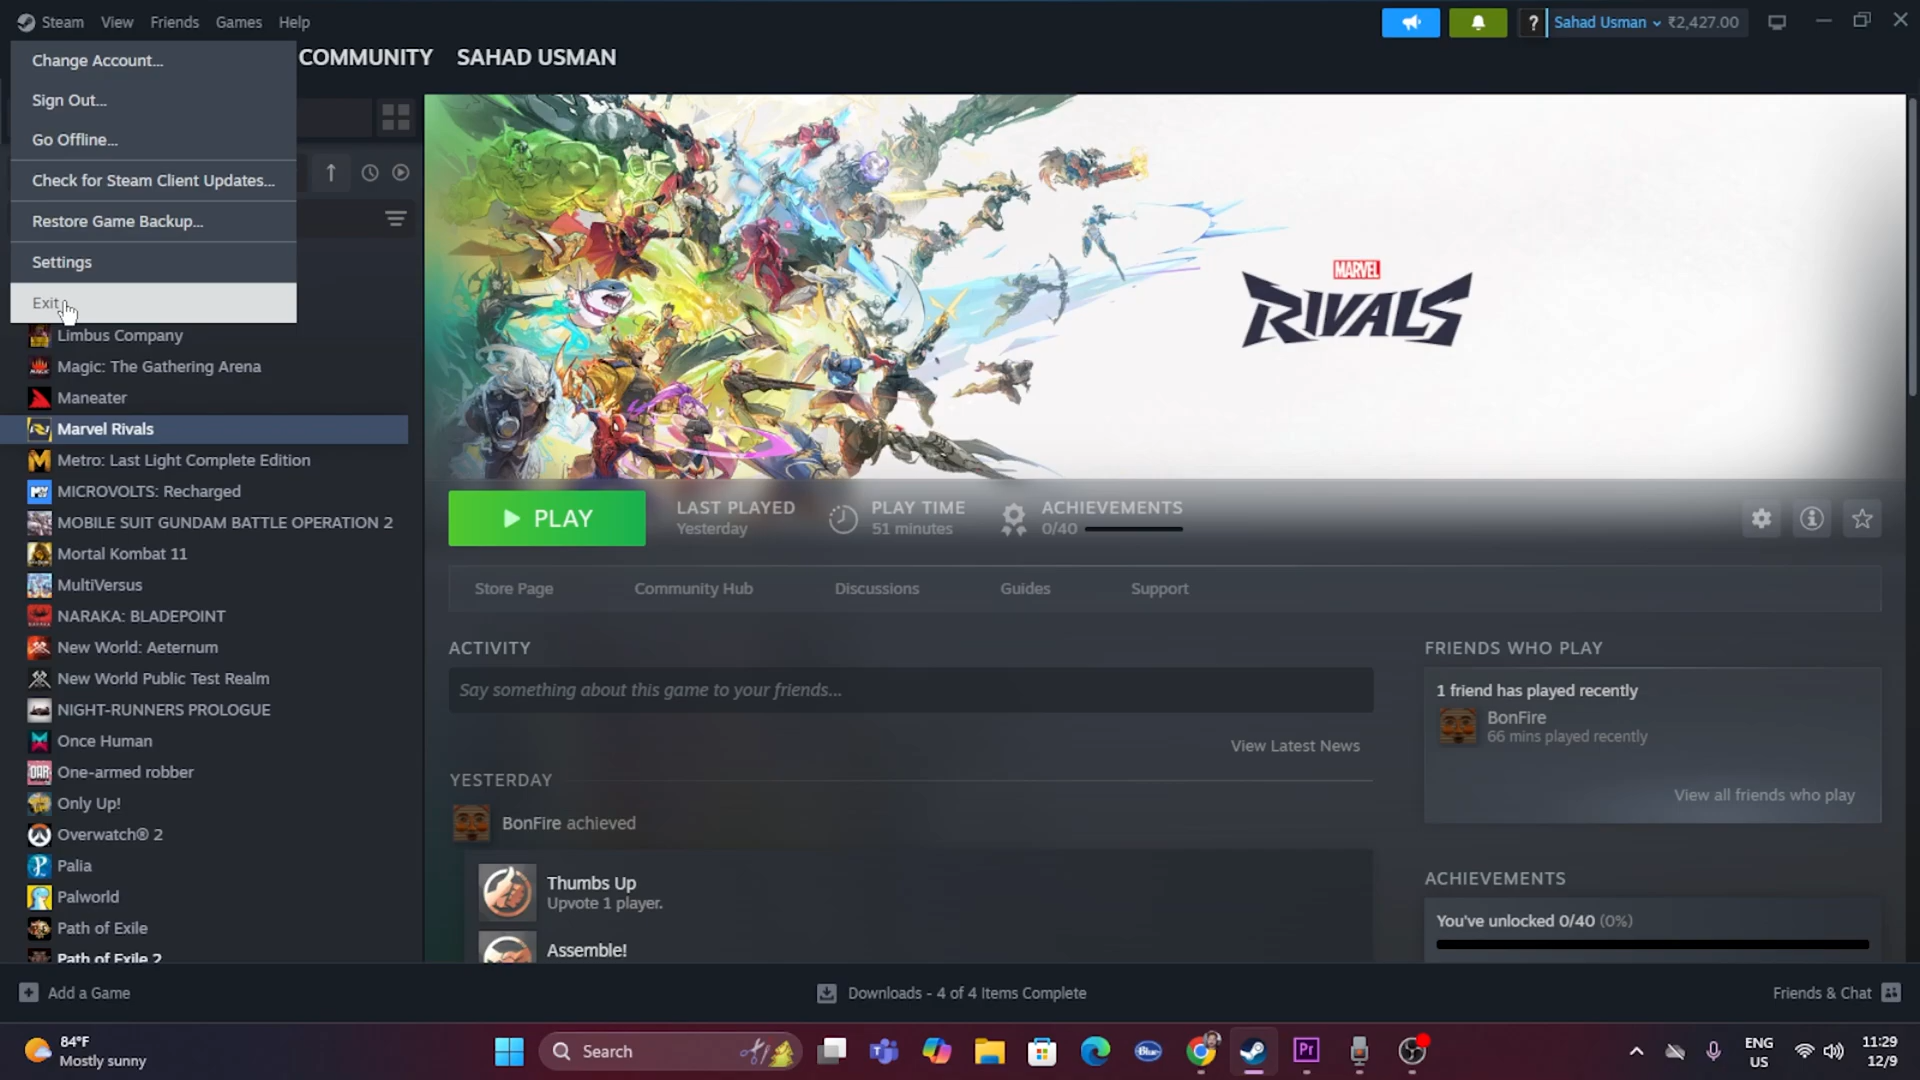 Steam View Friends Games Help
? Sahad Usman ₹2,427.00
Change Account...
COMMUNITY SAHAD USMAN
Sign Out...
Go Offline...
Check for Steam Client Updates...
Restore Game Backup...
Settings
Exit
Limbus Company
Magic: The Gathering Arena
Maneater
Marvel Rivals
Metro: Last Light Complete Edition
MICROVOLTS: Recharged
MOBILE SUIT GUNDAM BATTLE OPERATION 2
Mortal Kombat 11
MultiVersus
NARAKA: BLADEPOINT
New World: Aeternum
New World Public Test Realm
NIGHT-RUNNERS PROLOGUE
Once Human
One-armed robber
Only Up!
Overwatch® 2
Palia
Palworld
Path of Exile
Path of Exile 2
MARVEL
RIVALS
PLAY
LAST PLAYED
Yesterday
PLAY TIME
51 minutes
ACHIEVEMENTS
0/40
Store Page Community Hub Discussions Guides Support
ACTIVITY
Say something about this game to your friends...
View Latest News
YESTERDAY
BonFire achieved
Thumbs Up
Upvote 1 player.
Assemble!
FRIENDS WHO PLAY
1 friend has played recently
BonFire
66 mins played recently
View all friends who play
ACHIEVEMENTS
You've unlocked 0/40 (0%)
Add a Game
Downloads - 4 of 4 Items Complete
Friends & Chat
84°F
Mostly sunny
Search
Blue
Pr
ENG
US
11:29
12/9